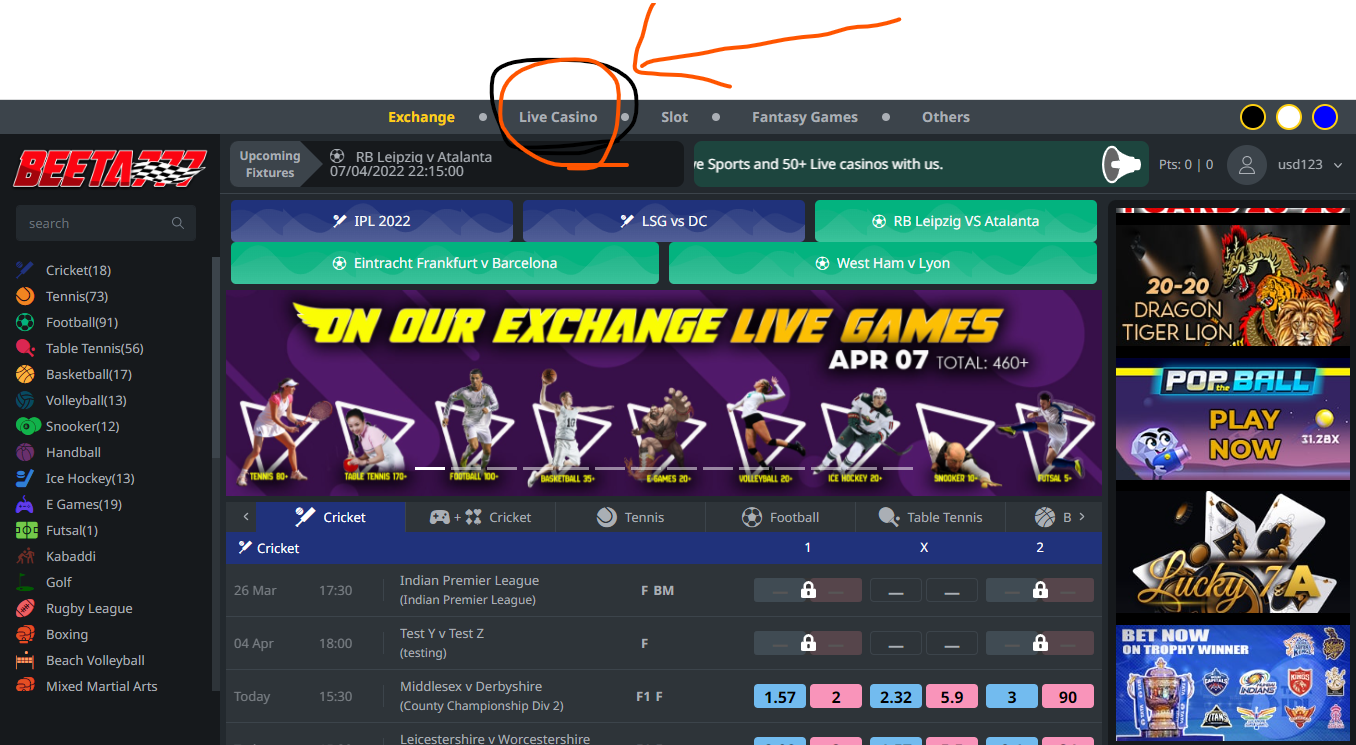 Exchange Live Casino Slot Fantasy Games Others
BEETA777
Upcoming
Fixtures
RB Leipzig v Atalanta
07/04/2022 22:15:00
ve Sports and 50+ Live casinos with us.
Pts: 0 | 0
usd123
search
Cricket(18)
Tennis(73)
Football(91)
Table Tennis(56)
Basketball(17)
Volleyball(13)
Snooker(12)
Handball
Ice Hockey(13)
E Games(19)
Futsal(1)
Kabaddi
Golf
Rugby League
Boxing
Beach Volleyball
Mixed Martial Arts
IPL 2022
LSG vs DC
RB Leipzig VS Atalanta
Eintracht Frankfurt v Barcelona
West Ham v Lyon
ON OUR EXCHANGE LIVE GAMES
APR 07 TOTAL: 460+
TENNIS 80+
TABLE TENNIS 170+
FOOTBALL 100+
BASKETBALL 35+
E-GAMES 20+
VOLLEYBALL 20+
ICE HOCKEY 20+
SNOOKER 10+
FUTSAL 5+
Cricket + Cricket Tennis Football Table Tennis B
Cricket 1 X 2
26 Mar 17:30 Indian Premier League F BM
(Indian Premier League)
04 Apr 18:00 Test Y v Test Z F
(testing)
Today 15:30 Middlesex v Derbyshire F1 F 1.57 2 2.32 5.9 3 90
(County Championship Div 2)
Leicestershire v Worcestershire
20-20
DRAGON
TIGER LION
POP the BALL
PLAY
NOW
31.28X
Lucky 7
A
BET NOW
ON TROPHY WINNER
CAPITALS
INDIANS
KINGS
TITANS